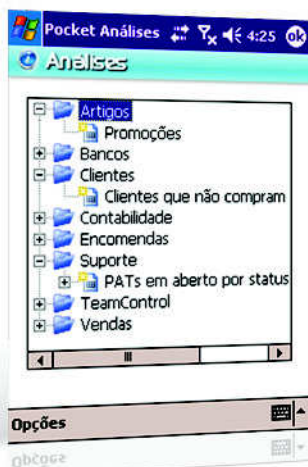 Pocket Análises 4:25 ok
Análises
Artigos
Promoções
Bancos
Clientes
Clientes que não compram
Contabilidade
Encomendas
Suporte
PATs em aberto por status
TeamControl
Vendas
Opções
Opções